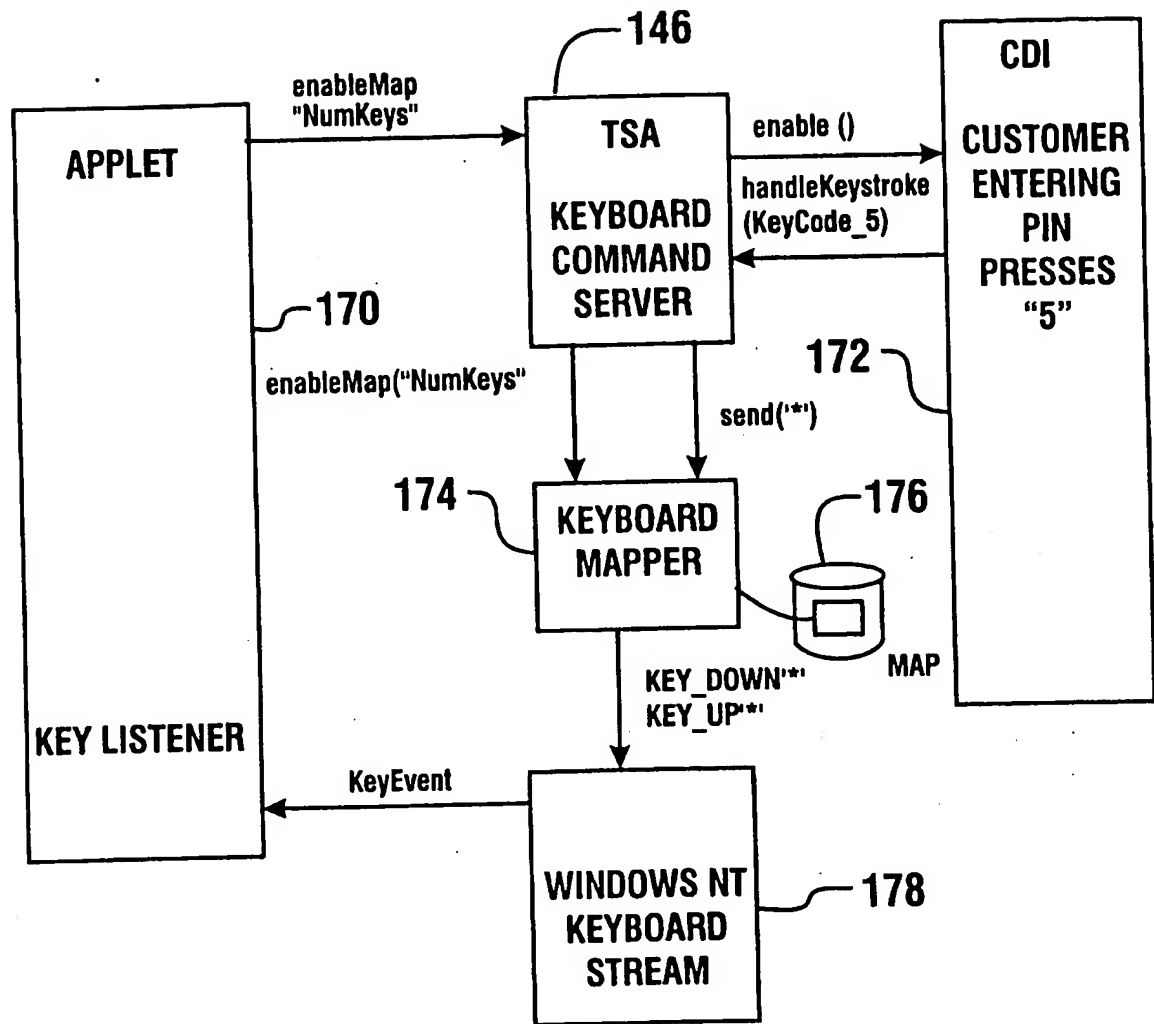 146
enableMap
"NumKeys"
APPLET
170
enableMap("NumKeys"
KEY LISTENER
TSA
KEYBOARD
COMMAND
SERVER
enable ()
handleKeystroke
(KeyCode_5)
CDI
CUSTOMER
ENTERING
PIN
PRESSES
“5”
172
send('*')
174
KEYBOARD
MAPPER
176
MAP
KEY_DOWN'*'
KEY_UP'*'
KeyEvent
WINDOWS NT
KEYBOARD
STREAM
178